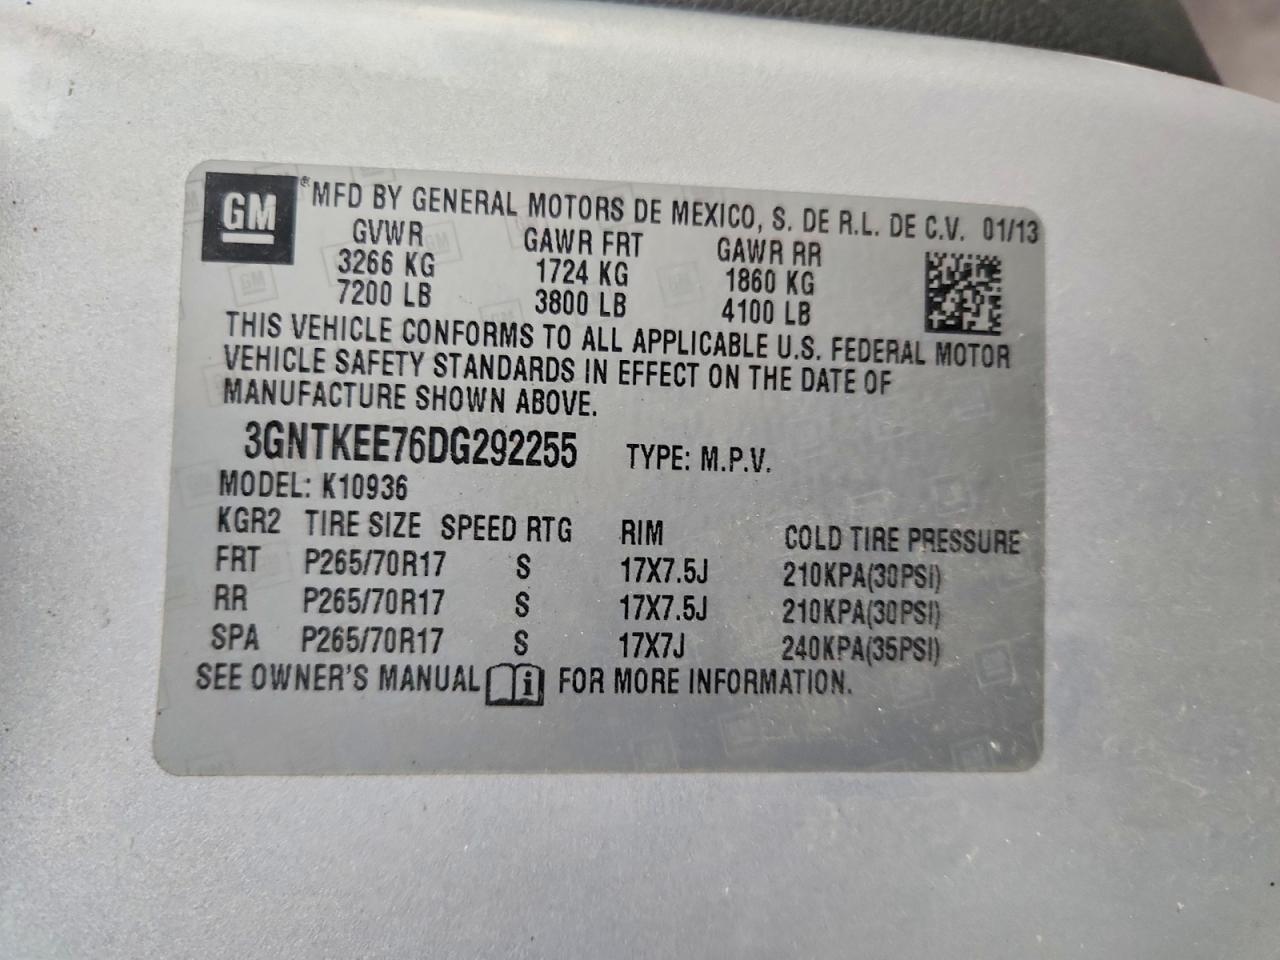 GM ® MFD BY GENERAL MOTORS DE MEXICO, S. DE R.L. DE C.V. 01/13
GVWR GAWR FRT GAWR RR
3266 KG 1724 KG 1860 KG
7200 LB 3800 LB 4100 LB
THIS VEHICLE CONFORMS TO ALL APPLICABLE U.S. FEDERAL MOTOR
VEHICLE SAFETY STANDARDS IN EFFECT ON THE DATE OF
MANUFACTURE SHOWN ABOVE.
3GNTKEE76DG292255 TYPE: M.P.V.
MODEL: K10936
KGR2 TIRE SIZE SPEED RTG RIM COLD TIRE PRESSURE
FRT P265/70R17 S 17X7.5J 210KPA(30PSI)
RR P265/70R17 S 17X7.5J 210KPA(30PSI)
SPA P265/70R17 S 17X7J 240KPA(35PSI)
SEE OWNER'S MANUAL i FOR MORE INFORMATION.